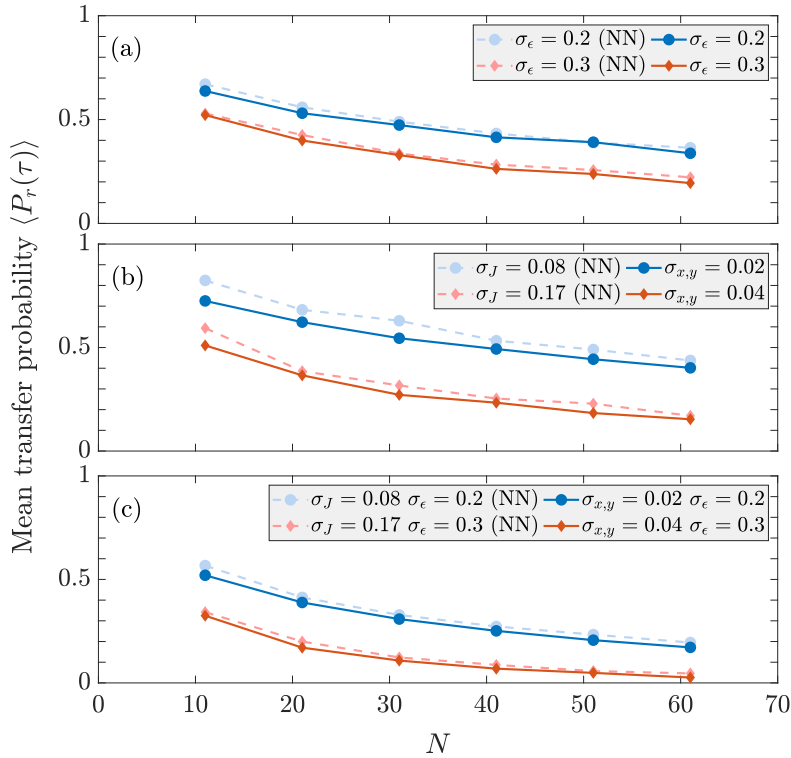 Mean transfer probability ⟨P_r(τ)⟩
1
(a)
σ_ϵ = 0.2 (NN) σ_ϵ = 0.2
σ_ϵ = 0.3 (NN) σ_ϵ = 0.3
0.5
0
1
(b)
σ_J = 0.08 (NN) σ_{x,y} = 0.02
σ_J = 0.17 (NN) σ_{x,y} = 0.04
0.5
0
1
(c)
σ_J = 0.08 σ_ϵ = 0.2 (NN) σ_{x,y} = 0.02 σ_ϵ = 0.2
σ_J = 0.17 σ_ϵ = 0.3 (NN) σ_{x,y} = 0.04 σ_ϵ = 0.3
0.5
0
0 10 20 30 40 50 60 70
N